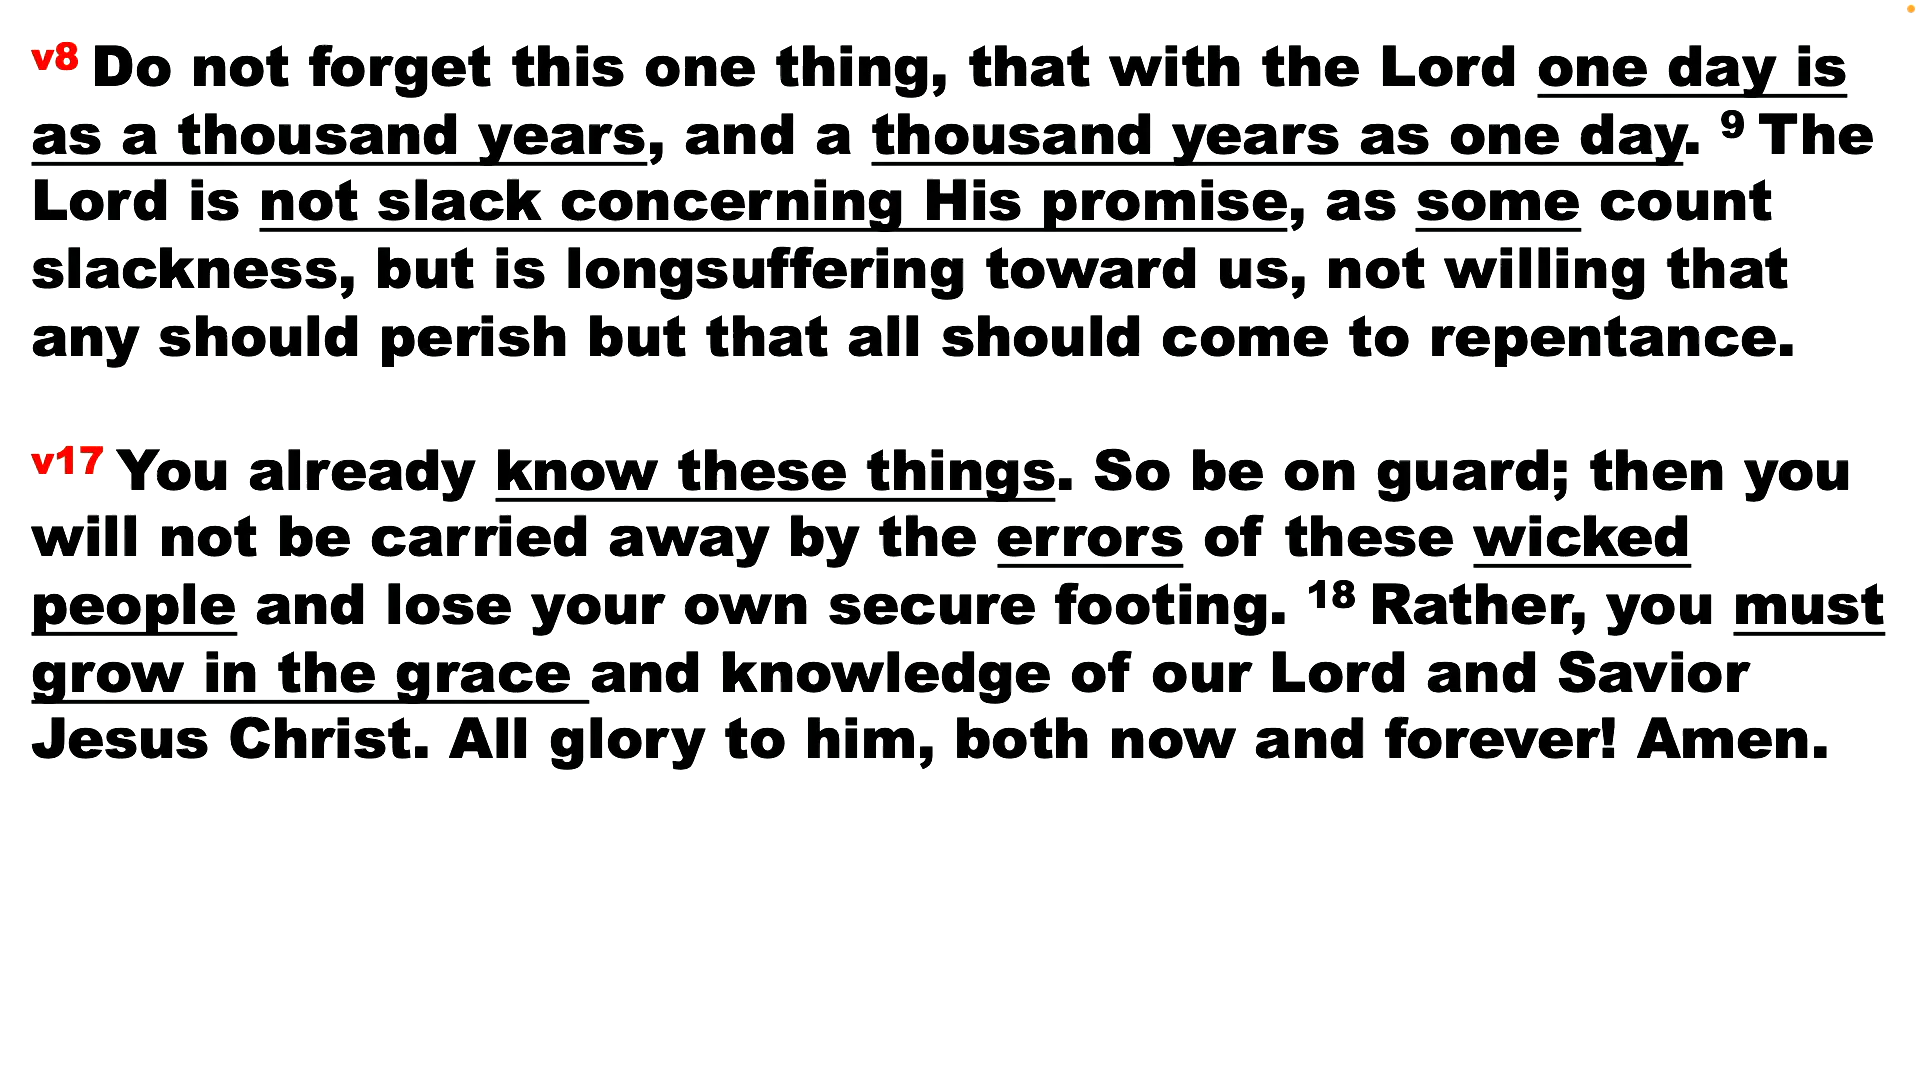 v8 Do not forget this one thing, that with the Lord one day is
as a thousand years, and a thousand years as one day. 9 The
Lord is not slack concerning His promise, as some count
slackness, but is longsuffering toward us, not willing that
any should perish but that all should come to repentance.
v17 You already know these things. So be on guard; then you
will not be carried away by the errors of these wicked
people and lose your own secure footing. 18 Rather, you must
grow in the grace and knowledge of our Lord and Savior
Jesus Christ. All glory to him, both now and forever! Amen.